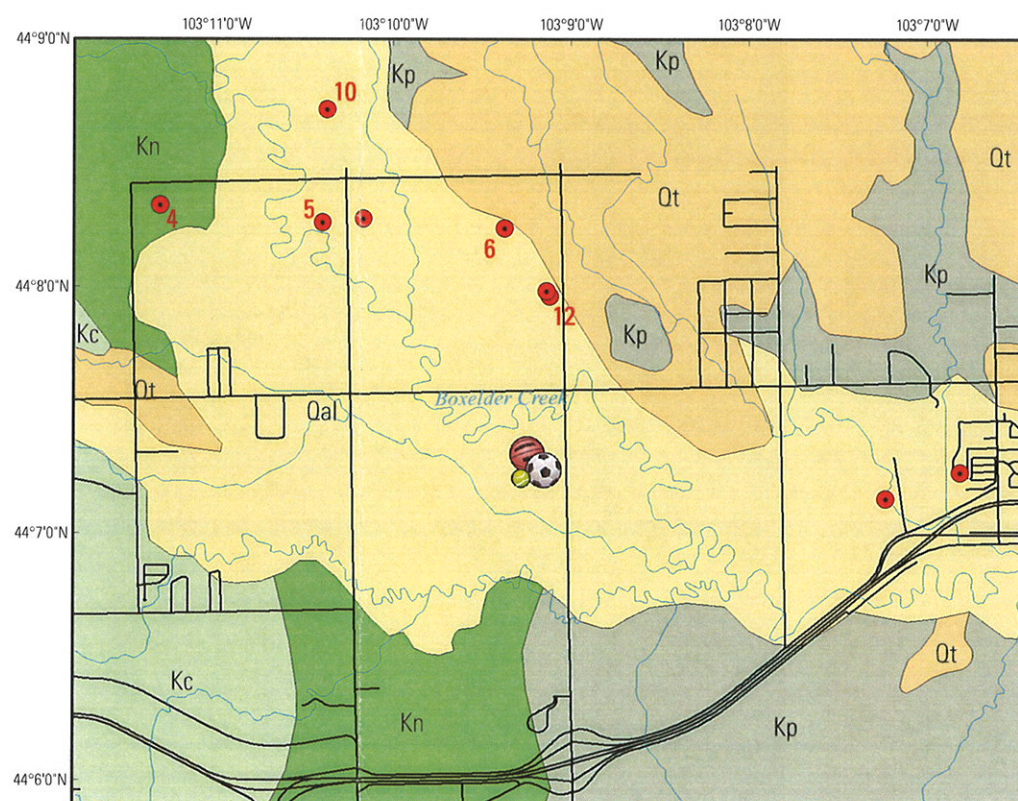 103°11'0"W 103°10'0"W 103°9'0"W 103°8'0"W 103°7'0"W
44°9'0"N
Kp Kp
10
Kn
Qt
Qt
4 5
6
Kp
44°8'0"N
12
Kc
Kp
Qt
Boxelder Creek
Qal
44°7'0"N
Qt
Kc
Kn
Kp
44°6'0"N